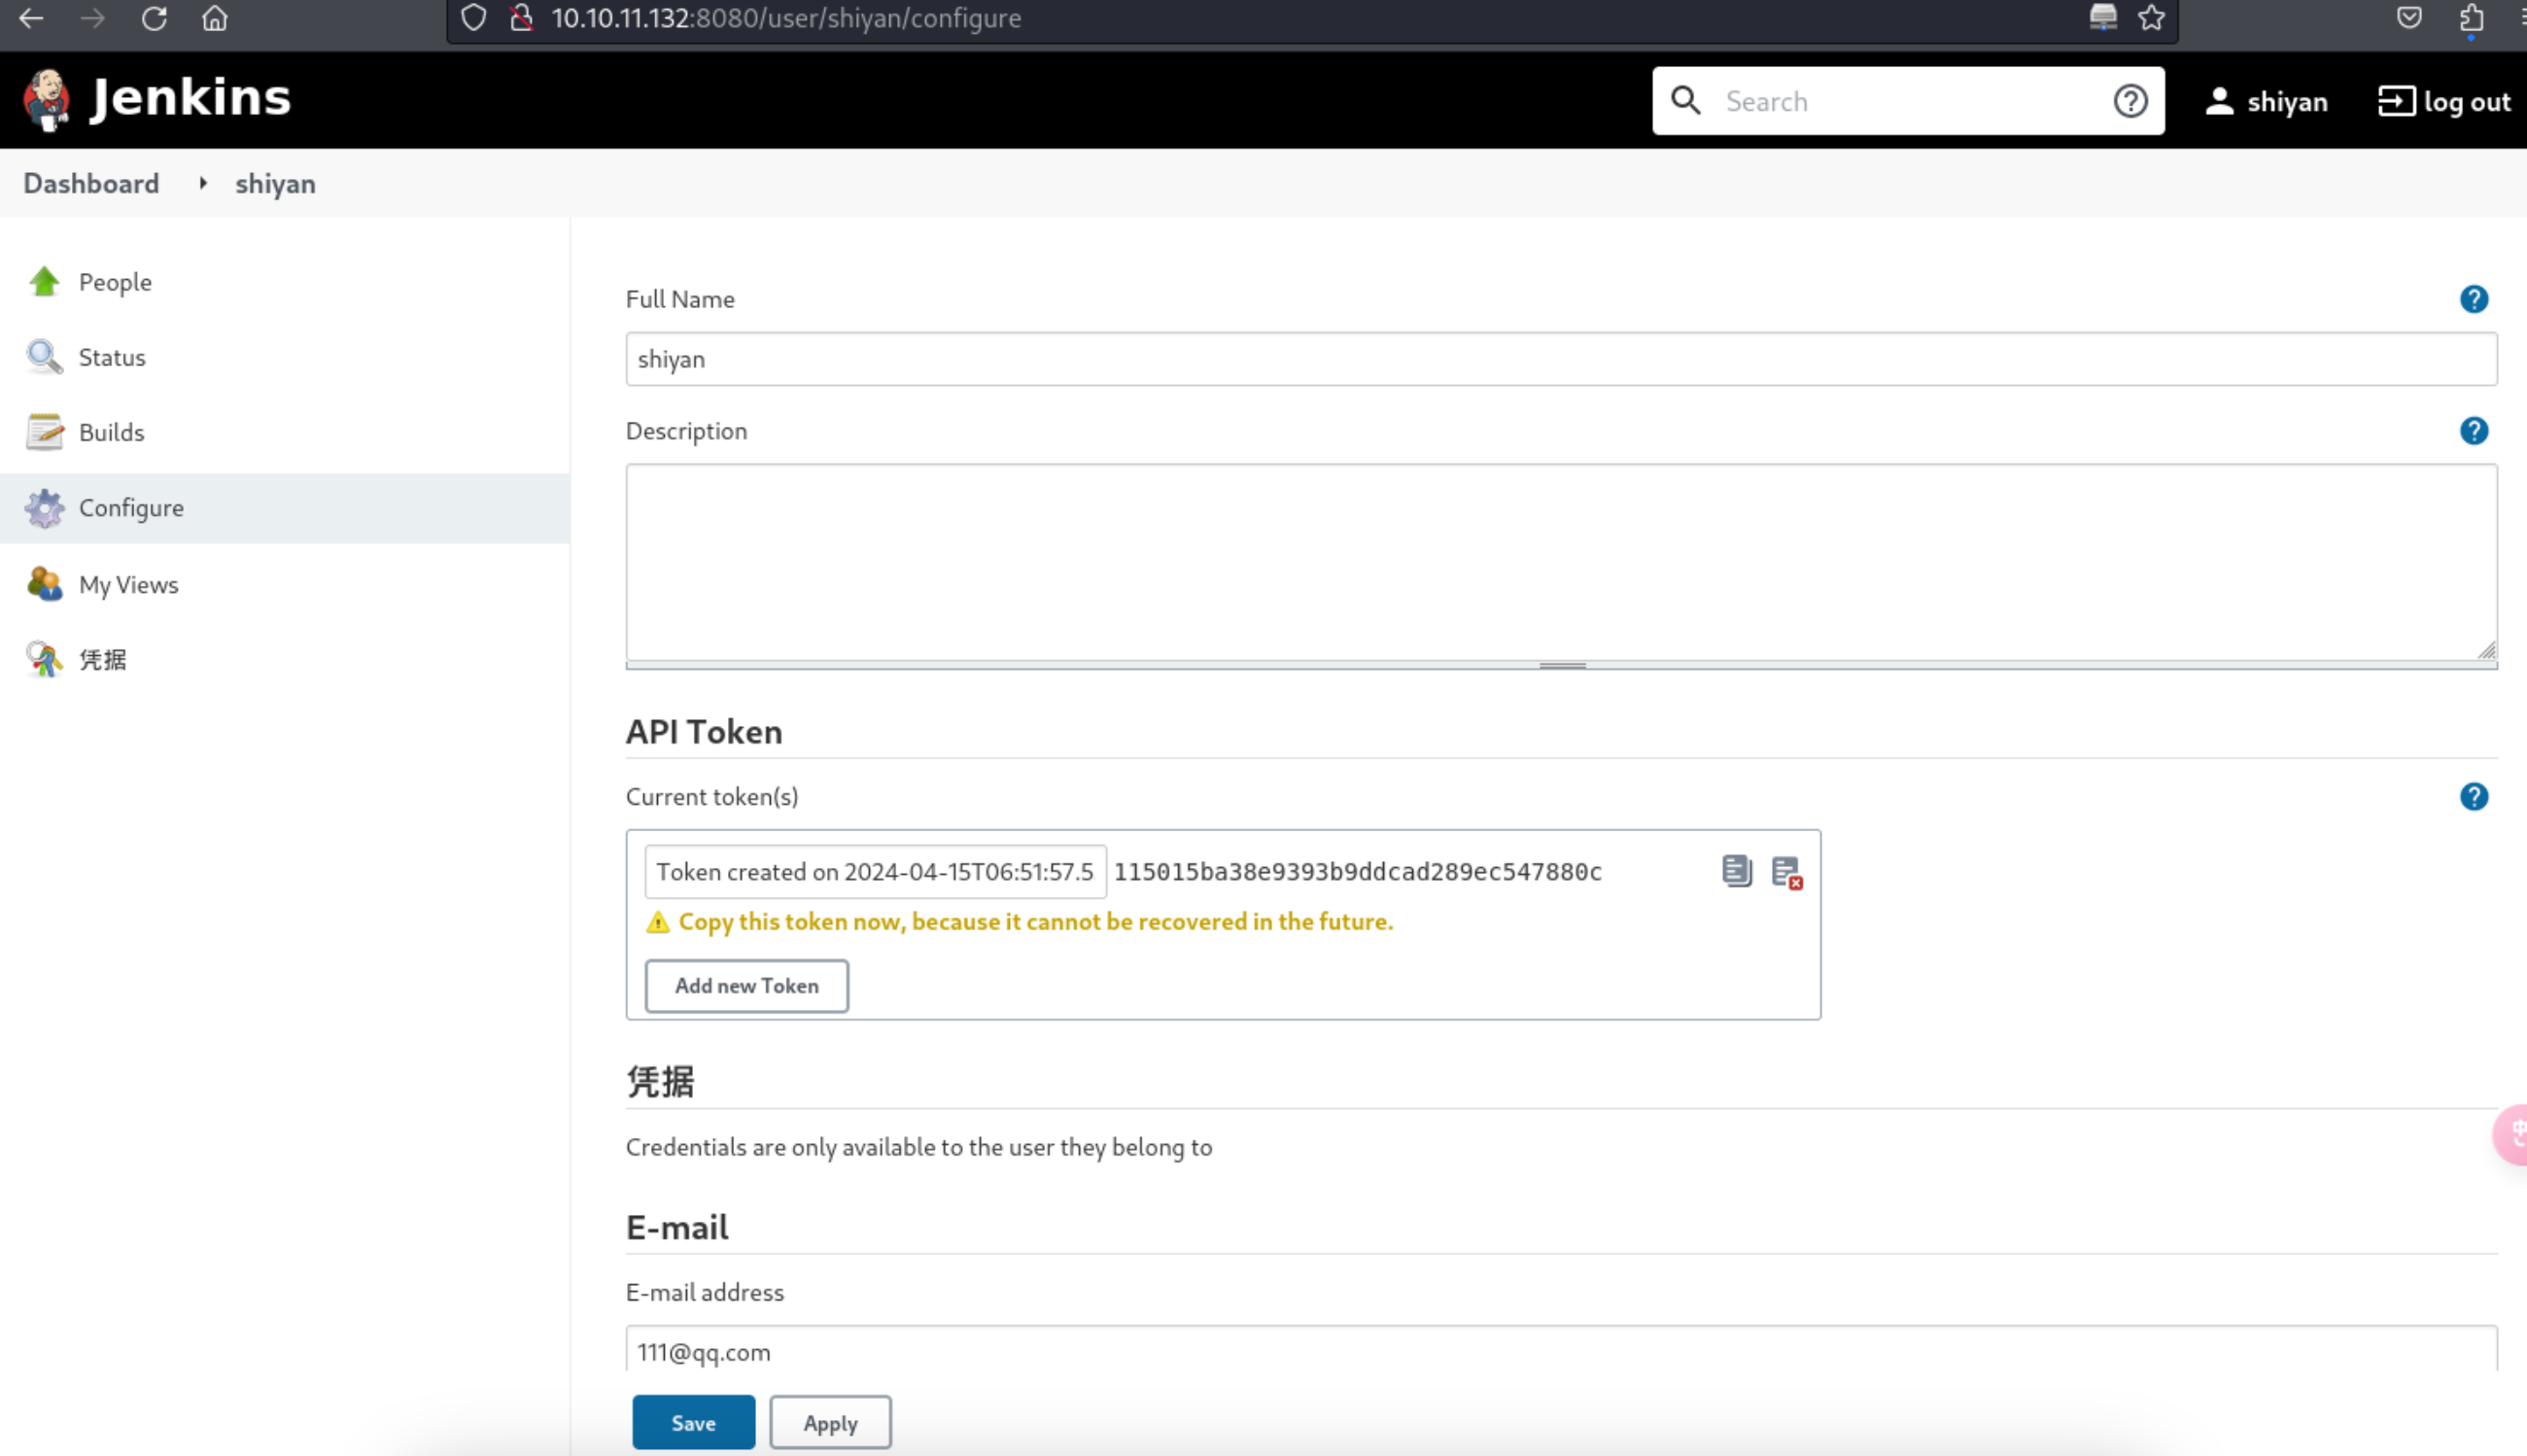 10.10.11.132:8080/user/shiyan/configure
Jenkins
Search
shiyan
log out
Dashboard
shiyan
People
Status
Builds
Configure
My Views
凭据
Full Name
shiyan
Description
API Token
Current token(s)
Token created on 2024-04-15T06:51:57.5
115015ba38e9393b9ddcad289ec547880c
Copy this token now, because it cannot be recovered in the future.
Add new Token
凭据
Credentials are only available to the user they belong to
E-mail
E-mail address
111@qq.com
Save
Apply